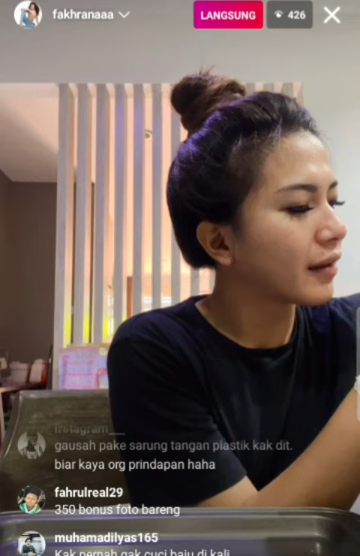 fakhranaaa
LANGSUNG
426
instagram__
gausah pake sarung tangan plastik kak dit.
biar kaya org prindapan haha
fahrulreal29
350 bonus foto bareng
muhamadilyas165
Kak pernah gak cuci baju di kali